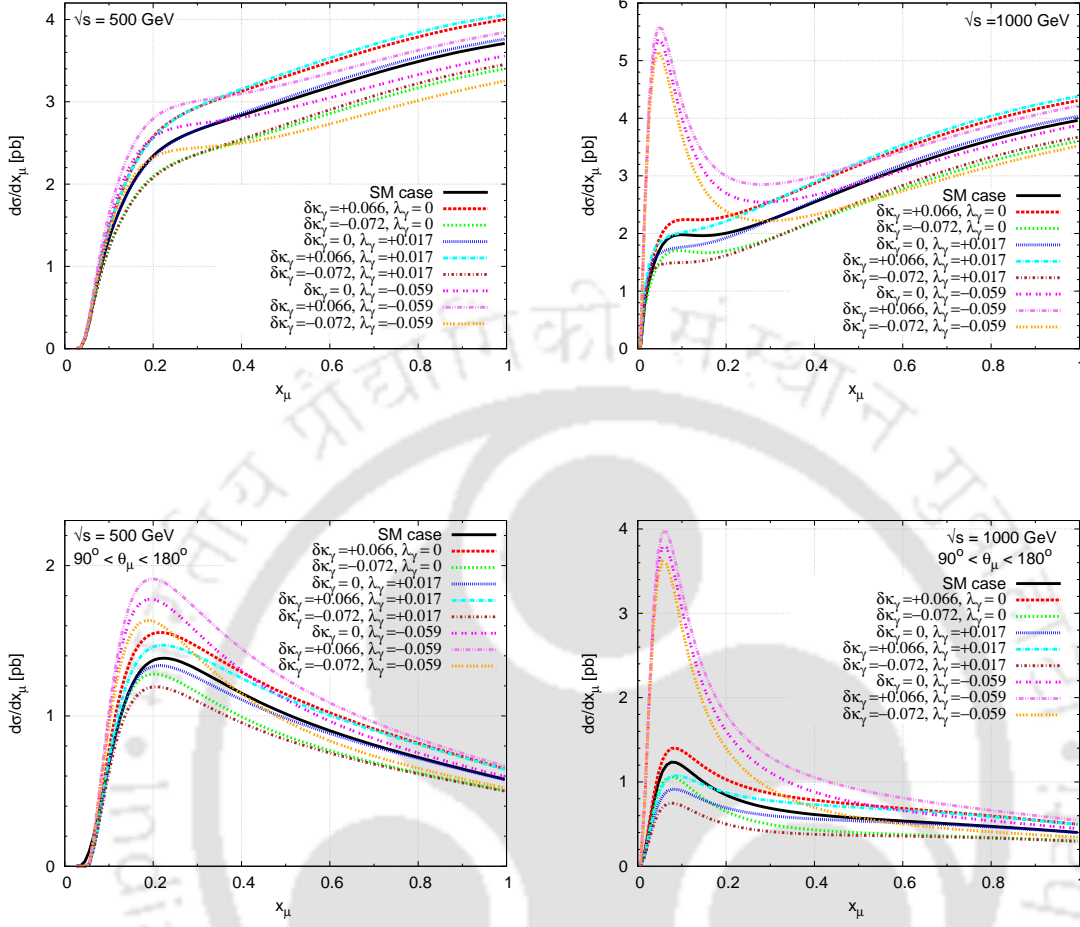 √s = 500 GeV
SM case
δκγ=+0.066, λγ= 0
δκγ=−0.072, λγ= 0
δκγ= 0, λγ=+0.017
δκγ=+0.066, λγ=+0.017
δκγ=−0.072, λγ=+0.017
δκγ= 0, λγ=−0.059
δκγ=+0.066, λγ=−0.059
δκγ=−0.072, λγ=−0.059
dσ/dxμ [pb]
0 1 2 3 4
0 0.2 0.4 0.6 0.8 1
xμ
√s =1000 GeV
SM case
δκγ=+0.066, λγ= 0
δκγ=−0.072, λγ= 0
δκγ= 0, λγ=+0.017
δκγ=+0.066, λγ=+0.017
δκγ=−0.072, λγ=+0.017
δκγ= 0, λγ=−0.059
δκγ=+0.066, λγ=−0.059
δκγ=−0.072, λγ=−0.059
dσ/dxμ [pb]
0 1 2 3 4 5 6
0 0.2 0.4 0.6 0.8 1
xμ
√s = 500 GeV
90° < θμ < 180°
SM case
δκγ=+0.066, λγ= 0
δκγ=−0.072, λγ= 0
δκγ= 0, λγ=+0.017
δκγ=+0.066, λγ=+0.017
δκγ=−0.072, λγ=+0.017
δκγ= 0, λγ=−0.059
δκγ=+0.066, λγ=−0.059
δκγ=−0.072, λγ=−0.059
dσ/dxμ [pb]
0 1 2
0 0.2 0.4 0.6 0.8 1
xμ
√s = 1000 GeV
90° < θμ < 180°
SM case
δκγ=+0.066, λγ= 0
δκγ=−0.072, λγ= 0
δκγ= 0, λγ=+0.017
δκγ=+0.066, λγ=+0.017
δκγ=−0.072, λγ=+0.017
δκγ= 0, λγ=−0.059
δκγ=+0.066, λγ=−0.059
δκγ=−0.072, λγ=−0.059
dσ/dxμ [pb]
0 1 2 3 4
0 0.2 0.4 0.6 0.8 1
xμ